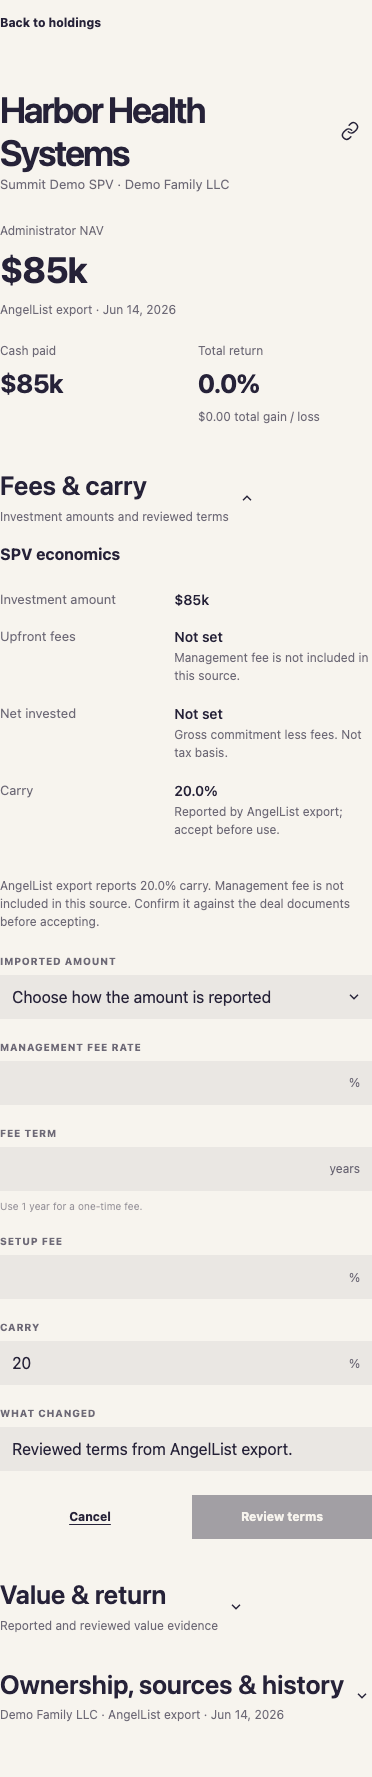 Back to holdings
Harbor Health
Systems
Summit Demo SPV · Demo Family LLC
Administrator NAV
$85k
AngelList export · Jun 14, 2026
Cash paid
$85k
Total return
0.0%
$0.00 total gain / loss
Fees & carry
Investment amounts and reviewed terms
SPV economics
Investment amount
$85k
Upfront fees
Not set
Management fee is not included in
this source.
Net invested
Not set
Gross commitment less fees. Not
tax basis.
Carry
20.0%
Reported by AngelList export;
accept before use.
AngelList export reports 20.0% carry. Management fee is not
included in this source. Confirm it against the deal documents
before accepting.
IMPORTED AMOUNT
Choose how the amount is reported
MANAGEMENT FEE RATE
%
FEE TERM
years
Use 1 year for a one-time fee.
SETUP FEE
%
CARRY
20 %
WHAT CHANGED
Reviewed terms from AngelList export.
Cancel
Review terms
Value & return
Reported and reviewed value evidence
Ownership, sources & history
Demo Family LLC · AngelList export · Jun 14, 2026